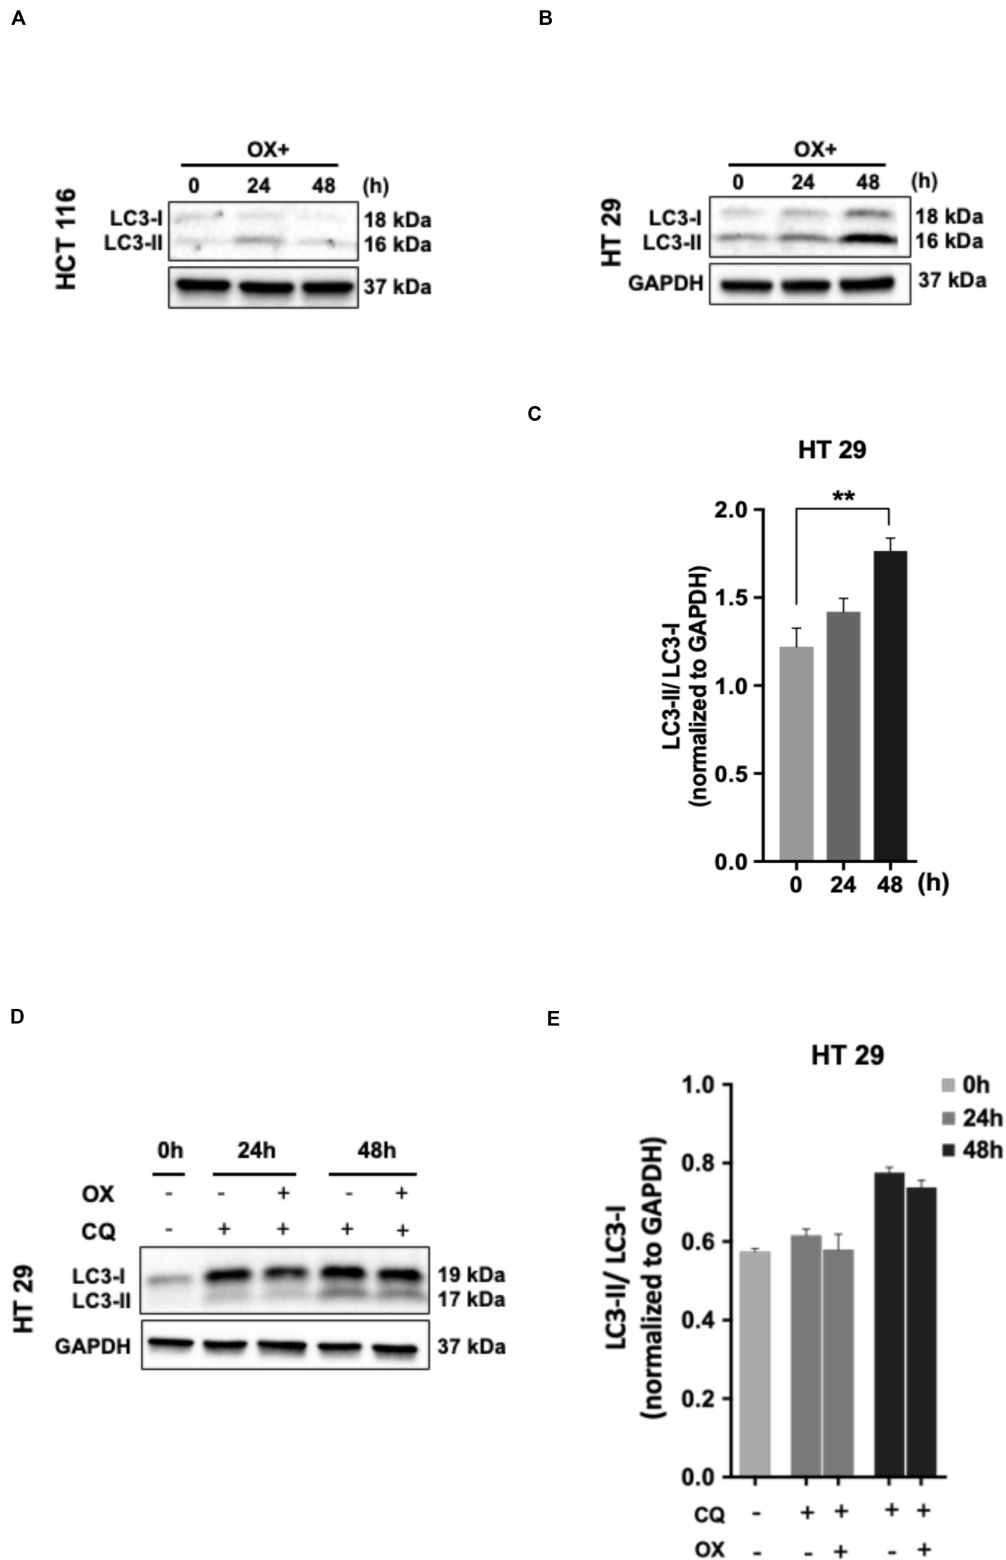 A
OX+
0 24 48 (h)
HCT 116
LC3-I 18 kDa
LC3-II 16 kDa
37 kDa
B
OX+
0 24 48 (h)
HT 29
LC3-I 18 kDa
LC3-II 16 kDa
GAPDH 37 kDa
C
HT 29
**
LC3-II/ LC3-I
(normalized to GAPDH)
2.0
1.5
1.0
0.5
0.0
0 24 48 (h)
D
0h 24h 48h
OX - - + - +
CQ - + + + +
HT 29
LC3-I 19 kDa
LC3-II 17 kDa
GAPDH 37 kDa
E
HT 29
0h
24h
48h
LC3-II/ LC3-I
(normalized to GAPDH)
1.0
0.8
0.6
0.4
0.2
0.0
CQ - + + + +
OX - - + - +